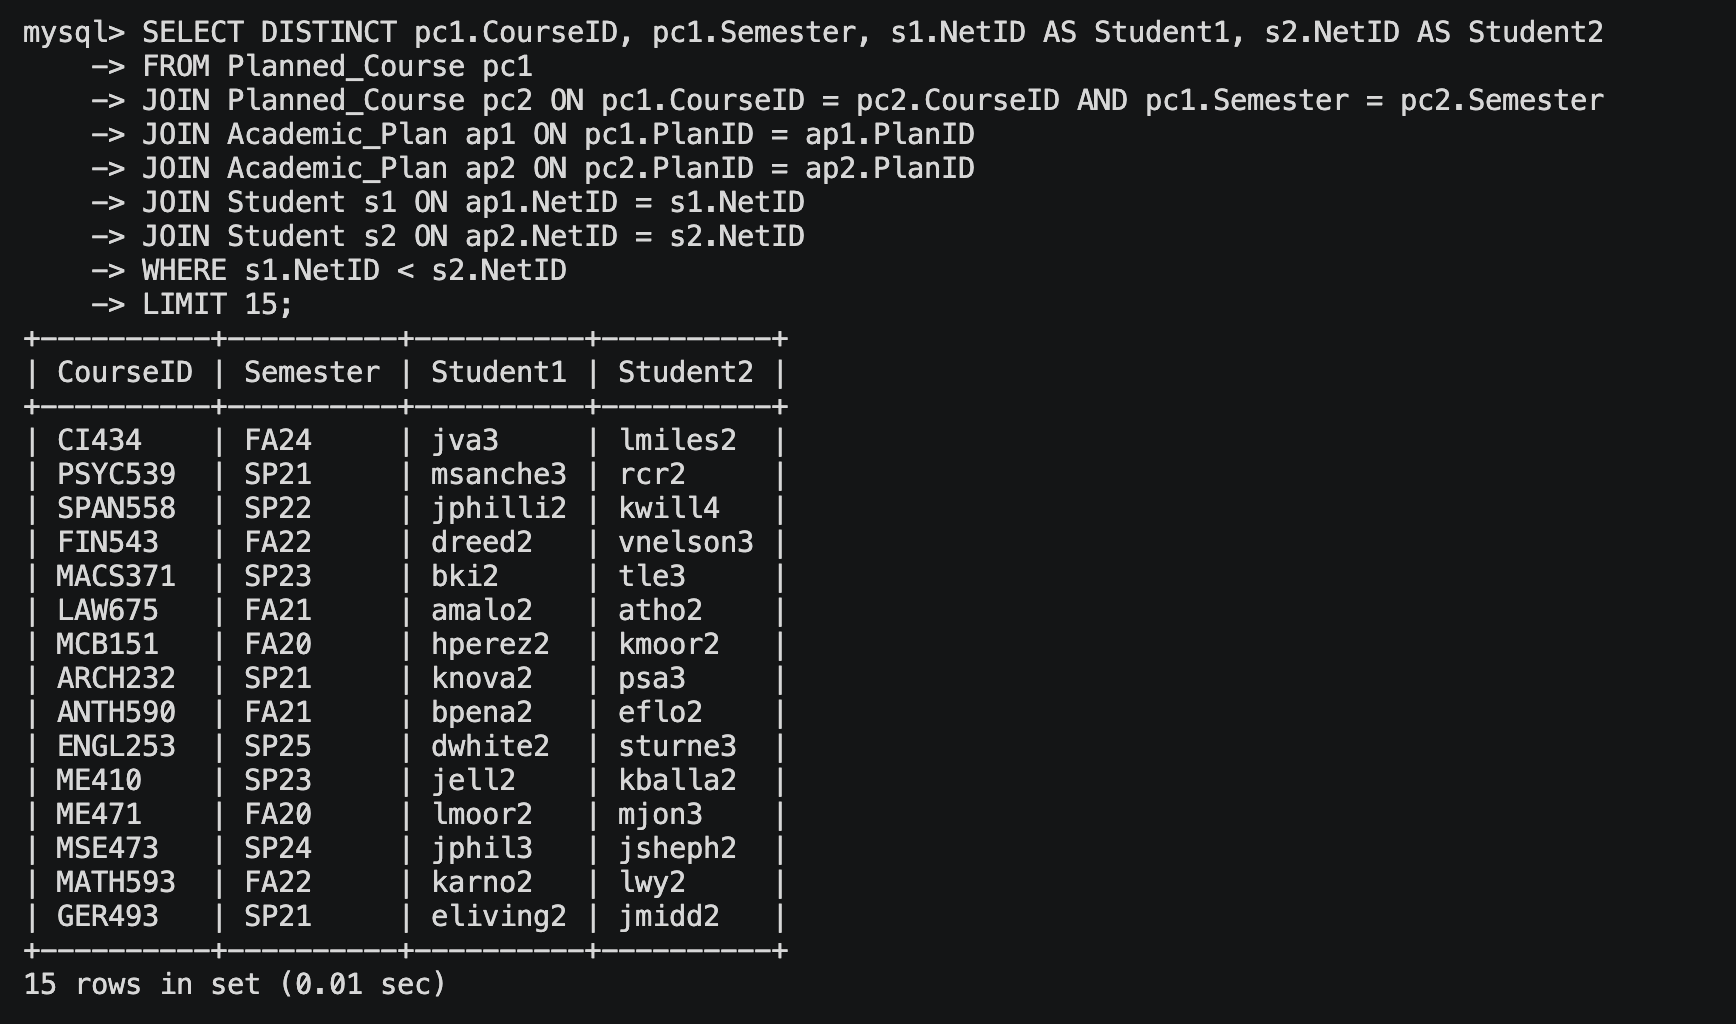 mysql> SELECT DISTINCT pc1.CourseID, pc1.Semester, s1.NetID AS Student1, s2.NetID AS Student2
    -> FROM Planned_Course pc1
    -> JOIN Planned_Course pc2 ON pc1.CourseID = pc2.CourseID AND pc1.Semester = pc2.Semester
    -> JOIN Academic_Plan ap1 ON pc1.PlanID = ap1.PlanID
    -> JOIN Academic_Plan ap2 ON pc2.PlanID = ap2.PlanID
    -> JOIN Student s1 ON ap1.NetID = s1.NetID
    -> JOIN Student s2 ON ap2.NetID = s2.NetID
    -> WHERE s1.NetID < s2.NetID
    -> LIMIT 15;
+----------+----------+----------+----------+
| CourseID | Semester | Student1 | Student2 |
+----------+----------+----------+----------+
| CI434    | FA24     | jva3     | lmiles2  |
| PSYC539  | SP21     | msanche3 | rcr2     |
| SPAN558  | SP22     | jphilli2 | kwill4   |
| FIN543   | FA22     | dreed2   | vnelson3 |
| MACS371  | SP23     | bki2     | tle3     |
| LAW675   | FA21     | amalo2   | atho2    |
| MCB151   | FA20     | hperez2  | kmoor2   |
| ARCH232  | SP21     | knova2   | psa3     |
| ANTH590  | FA21     | bpena2   | eflo2    |
| ENGL253  | SP25     | dwhite2  | sturne3  |
| ME410    | SP23     | jell2    | kballa2  |
| ME471    | FA20     | lmoor2   | mjon3    |
| MSE473   | SP24     | jphil3   | jsheph2  |
| MATH593  | FA22     | karno2   | lwy2     |
| GER493   | SP21     | eliving2 | jmidd2   |
+----------+----------+----------+----------+
15 rows in set (0.01 sec)